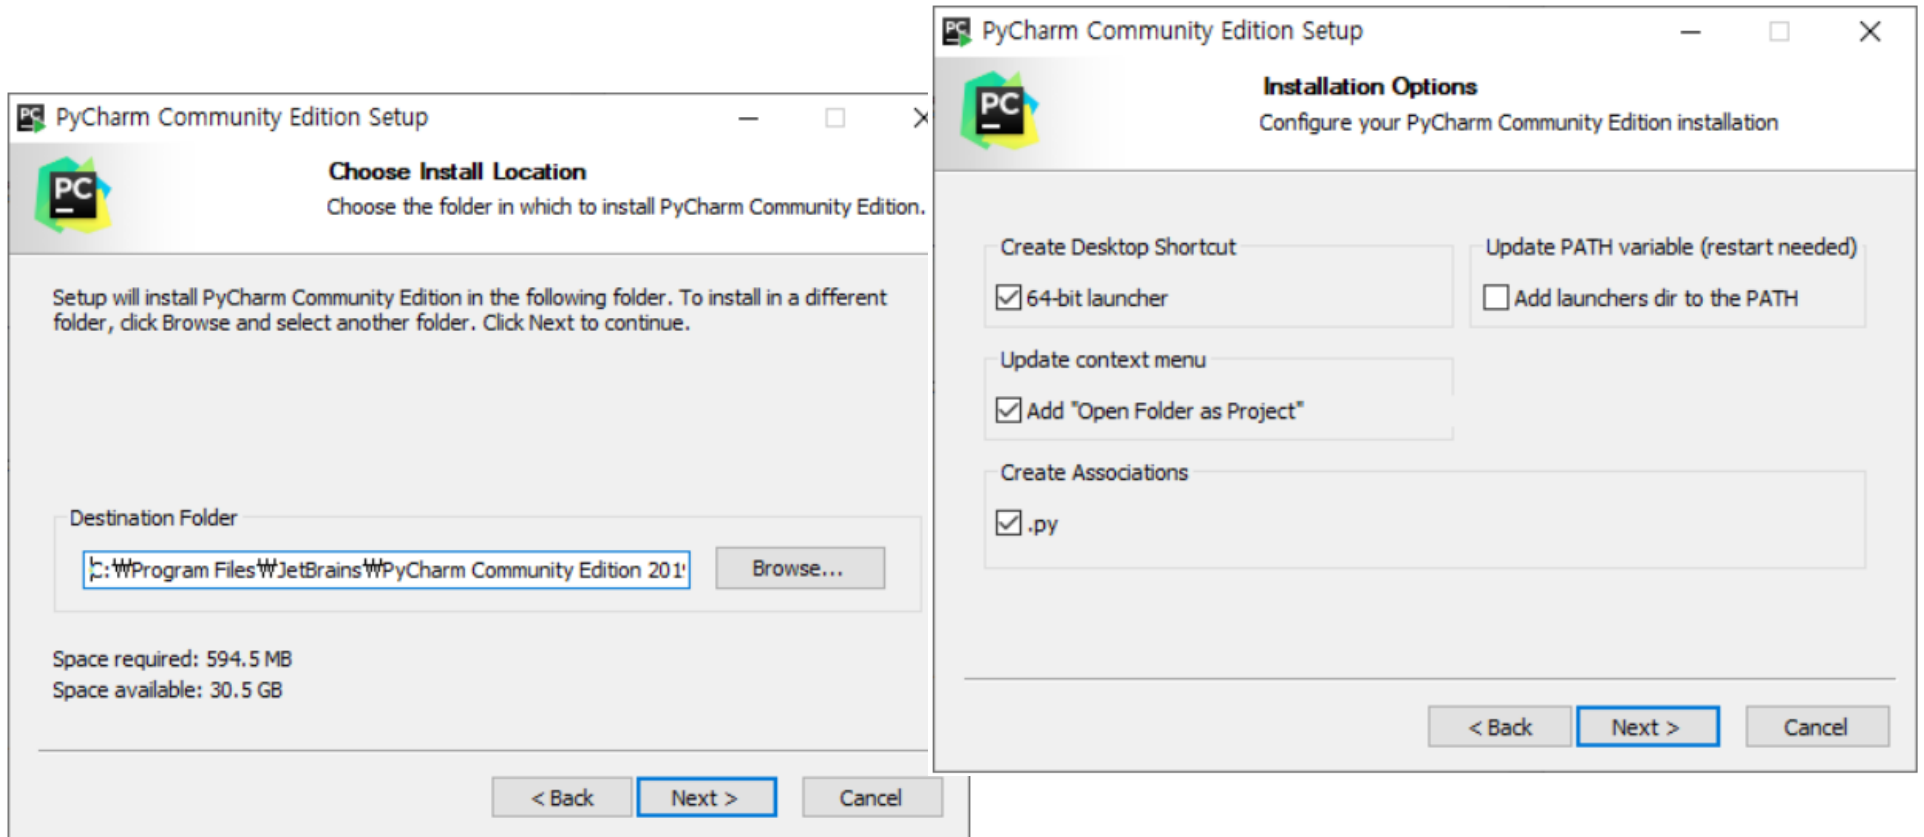 PyCharm Community Edition Setup
Choose Install Location
Choose the folder in which to install PyCharm Community Edition.
Setup will install PyCharm Community Edition in the following folder. To install in a different
folder, click Browse and select another folder. Click Next to continue.
Destination Folder
C:₩Program Files₩JetBrains₩PyCharm Community Edition 201
Browse...
Space required: 594.5 MB
Space available: 30.5 GB
< Back Next > Cancel
PyCharm Community Edition Setup
Installation Options
Configure your PyCharm Community Edition installation
Create Desktop Shortcut
64-bit launcher
Update PATH variable (restart needed)
Add launchers dir to the PATH
Update context menu
Add "Open Folder as Project"
Create Associations
.py
< Back Next > Cancel
PC
PC